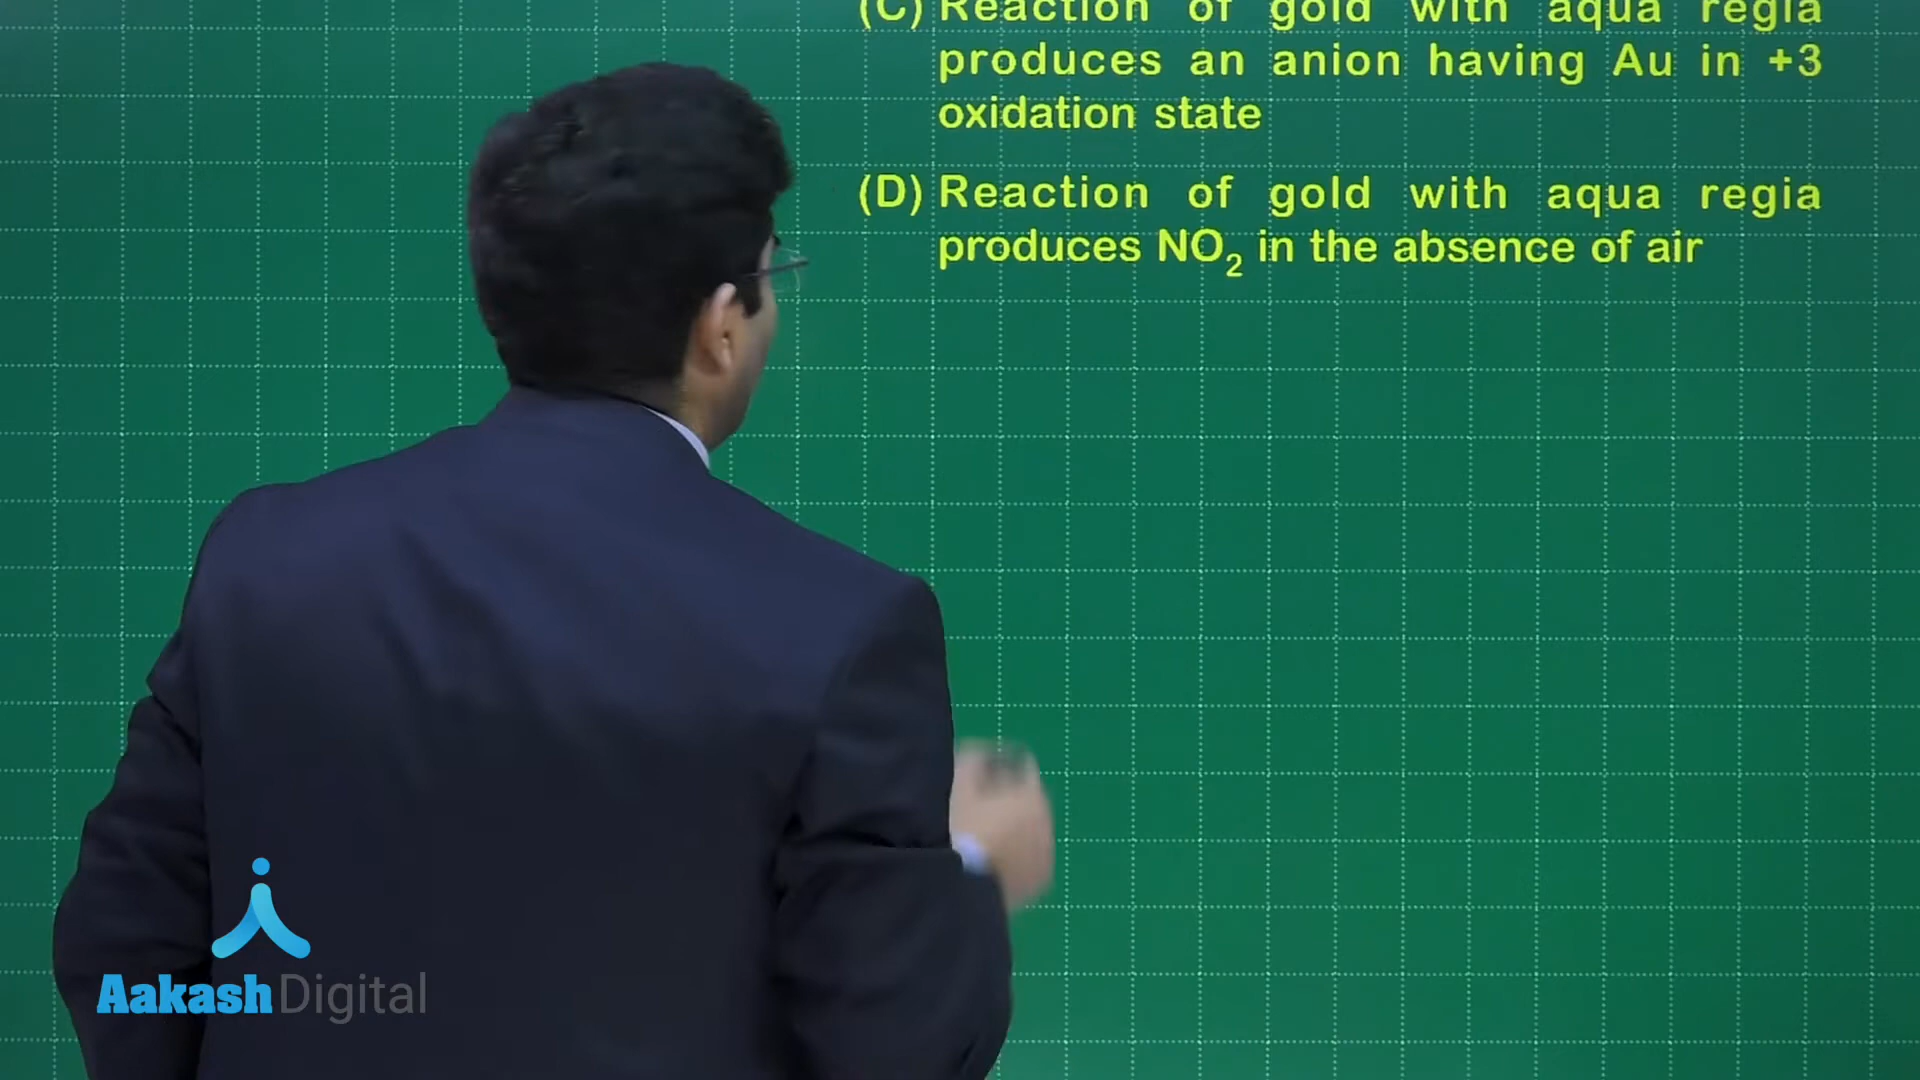 (C) Reaction of gold with aqua regia
produces an anion having Au in +3
oxidation state
(D) Reaction of gold with aqua regia
produces NO₂ in the absence of air
Aakash Digital